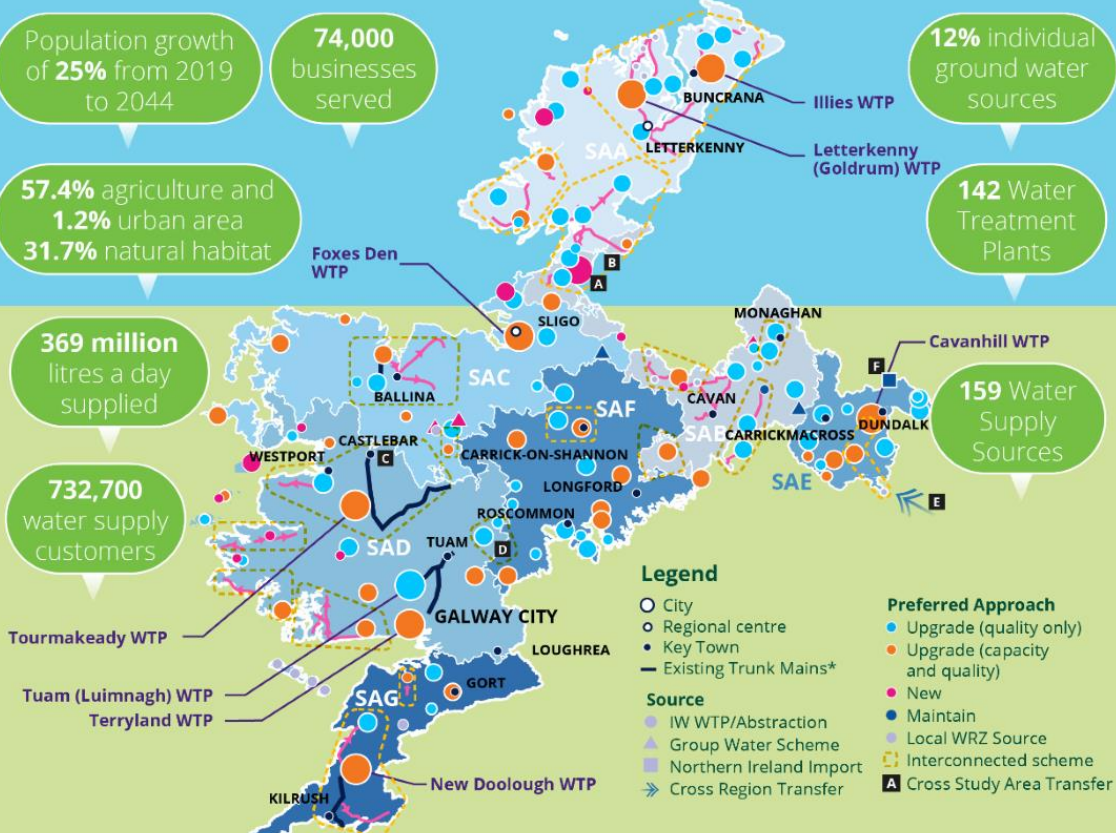 Population growth
of 25% from 2019
to 2044
74,000
businesses
served
12% individual
ground water
sources
57.4% agriculture and
1.2% urban area
31.7% natural habitat
142 Water
Treatment
Plants
369 million
litres a day
supplied
159 Water
Supply
Sources
732,700
water supply
customers
BUNCRANA
Illies WTP
LETTERKENNY
Letterkenny
(Goldrum) WTP
SAA
Foxes Den
WTP
B
A
SLIGO
MONAGHAN
Cavanhill WTP
F
SAC
BALLINA
CAVAN
SAF
SAB
CARRICKMACROSS
DUNDALK
CASTLEBAR
C
WESTPORT
CARRICK-ON-SHANNON
LONGFORD
SAE
E
ROSCOMMON
SAD
TUAM
D
GALWAY CITY
LOUGHREA
Tourmakeady WTP
Tuam (Luimnagh) WTP
Terryland WTP
SAG
GORT
New Doolough WTP
KILRUSH
Legend
City
Regional centre
Key Town
Existing Trunk Mains*
Source
IW WTP/Abstraction
Group Water Scheme
Northern Ireland Import
Cross Region Transfer
Preferred Approach
Upgrade (quality only)
Upgrade (capacity
and quality)
New
Maintain
Local WRZ Source
Interconnected scheme
A Cross Study Area Transfer